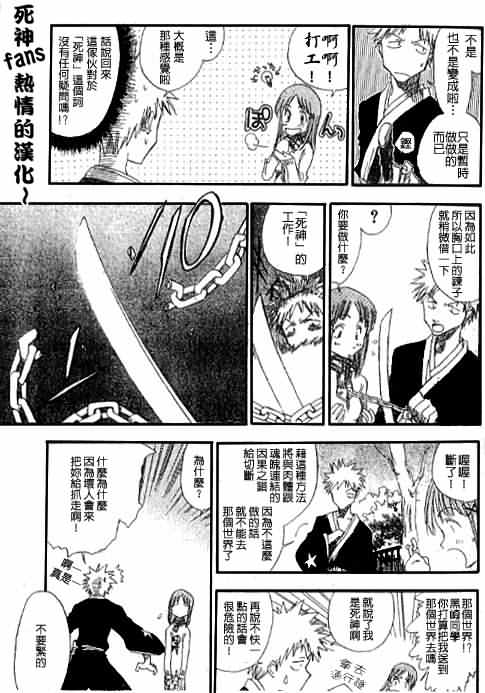 死神
fans
熱情的漢化~
不是
也不是變成啦…
只是暫時
做做的
而已
啊啊！
打工！
大概是
那種感覺啦
…
話說回來
這傢伙對於
「死神」這個詞
沒有任何疑問嗎!?
ぽん
因為如此
所以胸口上的鍊子
就稍微借一下
？
你要做什麼？
「死神」的
工作！
喔喔！
斷了！
藉這種方法
將與肉體跟
魂魄連結的
因果之鎖
給切斷
因為不這麼
做的話
就不能去
那個世界了
為什麼？
什麼為什麼
因為壞人會來
把妳給抓走啊！
啊
真是…
不要緊的
那個世界!?
黑崎同學
你打算把我送到
那個世界去嗎!?
就說了我
是死神啊
再說不快
點的話會
很危險的！